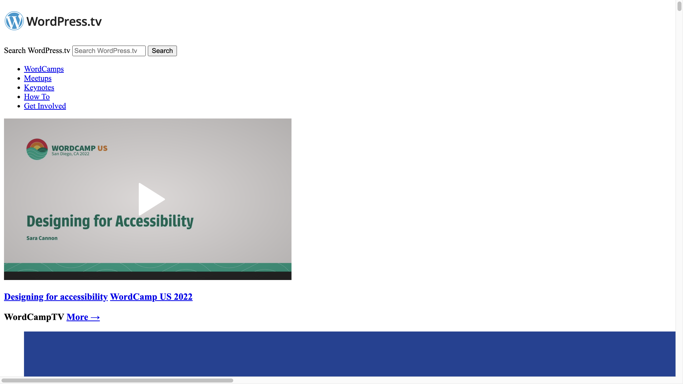 WordPress.tv
Search WordPress.tv Search WordPress.tv Search
WordCamps
Meetups
Keynotes
How To
Get Involved
WORDCAMP US
San Diego, CA 2022
Designing for Accessibility
Sara Cannon
Designing for accessibility WordCamp US 2022
WordCampTV More →